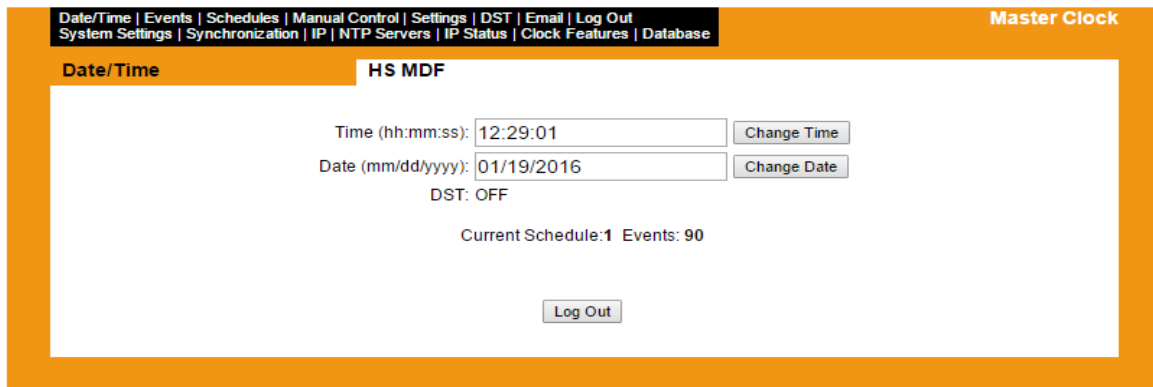 Date/Time | Events | Schedules | Manual Control | Settings | DST | Email | Log Out
System Settings | Synchronization | IP | NTP Servers | IP Status | Clock Features | Database
Master Clock
Date/Time
HS MDF
Time (hh:mm:ss): 12:29:01 Change Time
Date (mm/dd/yyyy): 01/19/2016 Change Date
DST: OFF
Current Schedule:1 Events: 90
Log Out